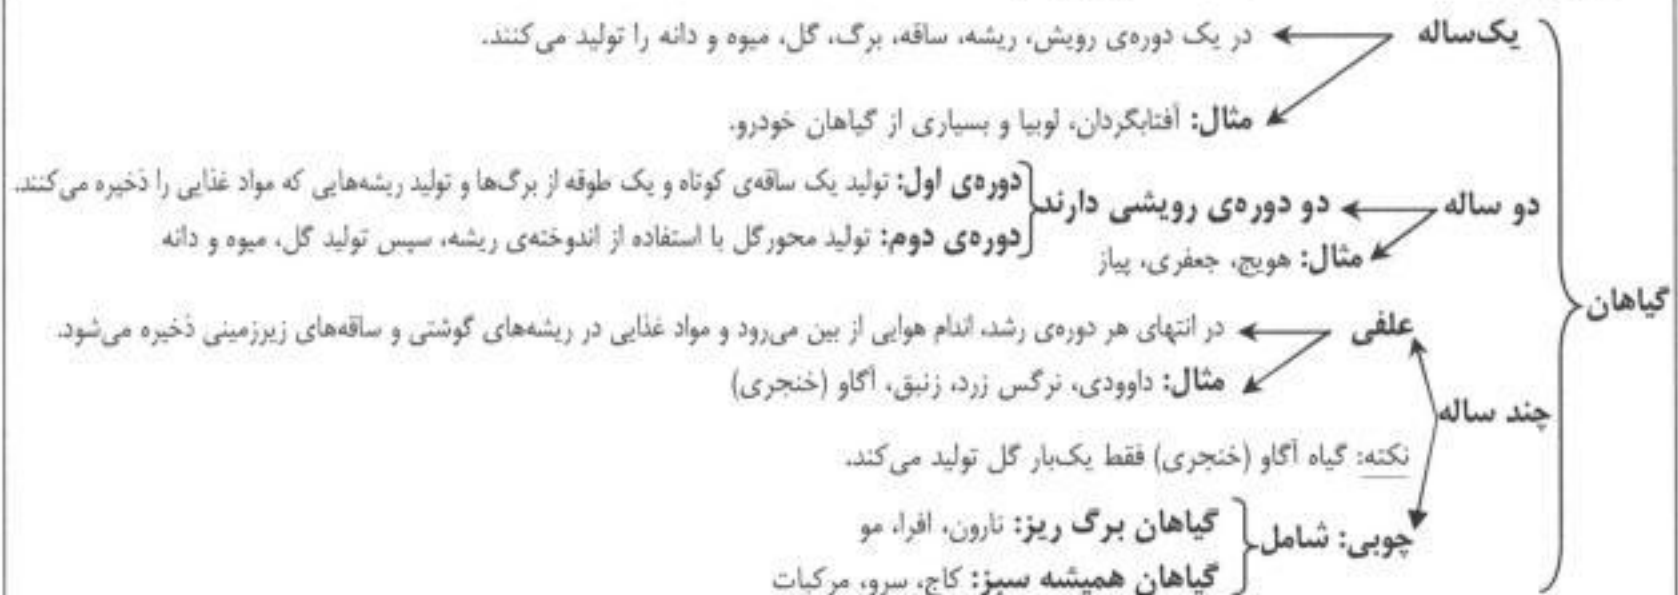 گیاهان
یک‌ساله
در یک دوره‌ی رویش، ریشه، ساقه، برگ، گل، میوه و دانه را تولید می‌کنند.
مثال: آفتابگردان، لوبیا و بسیاری از گیاهان خودرو.
دو ساله
دو دوره‌ی رویشی دارند
دوره‌ی اول: تولید یک ساقه‌ی کوتاه و یک طوقه از برگ‌ها و تولید ریشه‌هایی که مواد غذایی را ذخیره می‌کنند.
دوره‌ی دوم: تولید محورگل با استفاده از اندوخته‌ی ریشه، سپس تولید گل، میوه و دانه
مثال: هویج، جعفری، پیاز
چند ساله
علفی
در انتهای هر دوره‌ی رشد، اندام هوایی از بین می‌رود و مواد غذایی در ریشه‌های گوشتی و ساقه‌های زیرزمینی ذخیره می‌شود.
مثال: داوودی، نرگس زرد، زنبق، آگاو (خنجری)
نکته: گیاه آگاو (خنجری) فقط یک‌بار گل تولید می‌کند.
چوبی: شامل
گیاهان برگ ریز: نارون، افرا، مو
گیاهان همیشه سبز: کاج، سرو، مرکبات